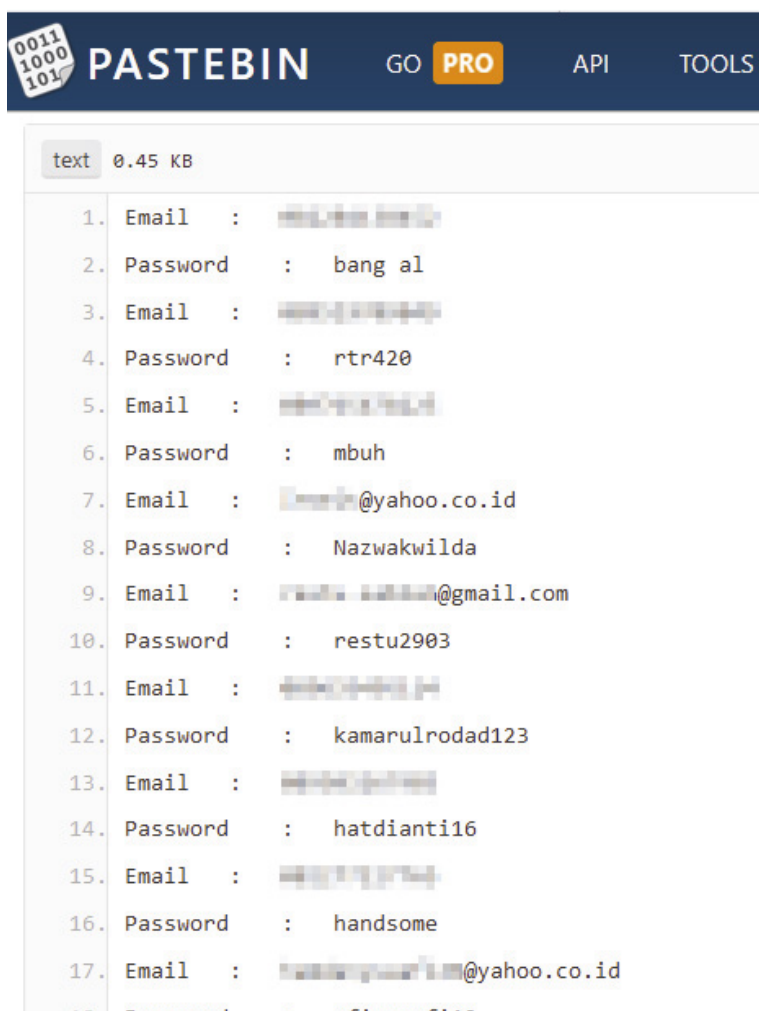 0011
1000
101
PASTEBIN GO PRO API TOOLS
text 0.45 KB
1. Email :
2. Password : bang al
3. Email :
4. Password : rtr420
5. Email :
6. Password : mbuh
7. Email : @yahoo.co.id
8. Password : Nazwakwilda
9. Email : @gmail.com
10. Password : restu2903
11. Email :
12. Password : kamarulrodad123
13. Email :
14. Password : hatdianti16
15. Email :
16. Password : handsome
17. Email : @yahoo.co.id